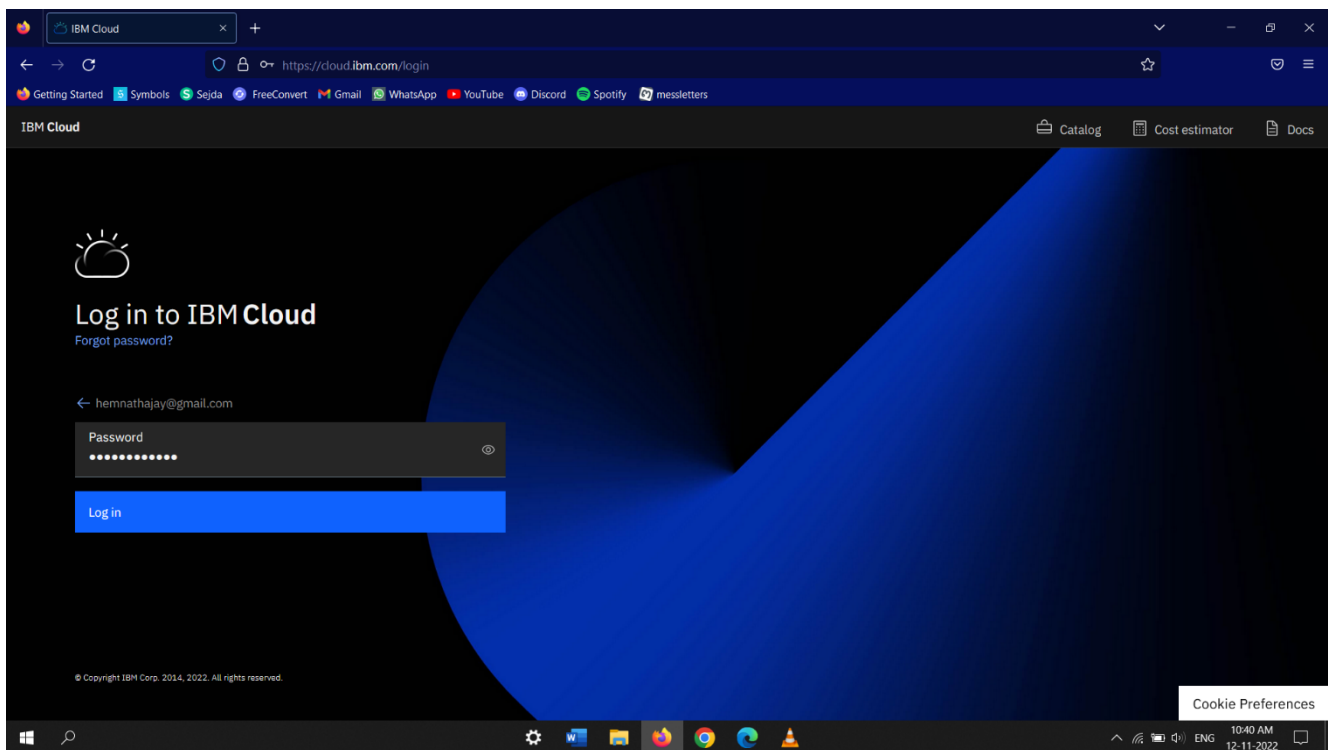 IBM Cloud
https://cloud.ibm.com/login
Getting Started Symbols Sejda FreeConvert Gmail WhatsApp YouTube Discord Spotify messletters
IBM Cloud
Catalog Cost estimator Docs
Log in to IBM Cloud
Forgot password?
hemnathajay@gmail.com
Password
Log in
© Copyright IBM Corp. 2014, 2022. All rights reserved.
Cookie Preferences
ENG 10:40 AM
12-11-2022